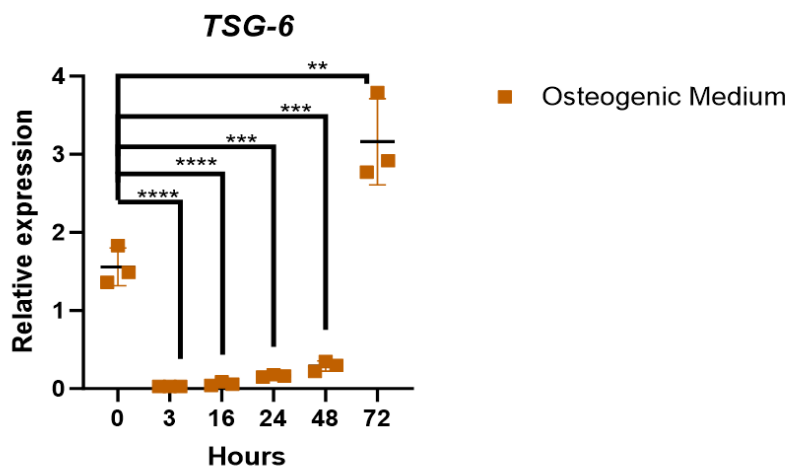 TSG-6
**
4
Osteogenic Medium
***
3
***
****
****
2
1
0
Relative expression
0 3 16 24 48 72
Hours